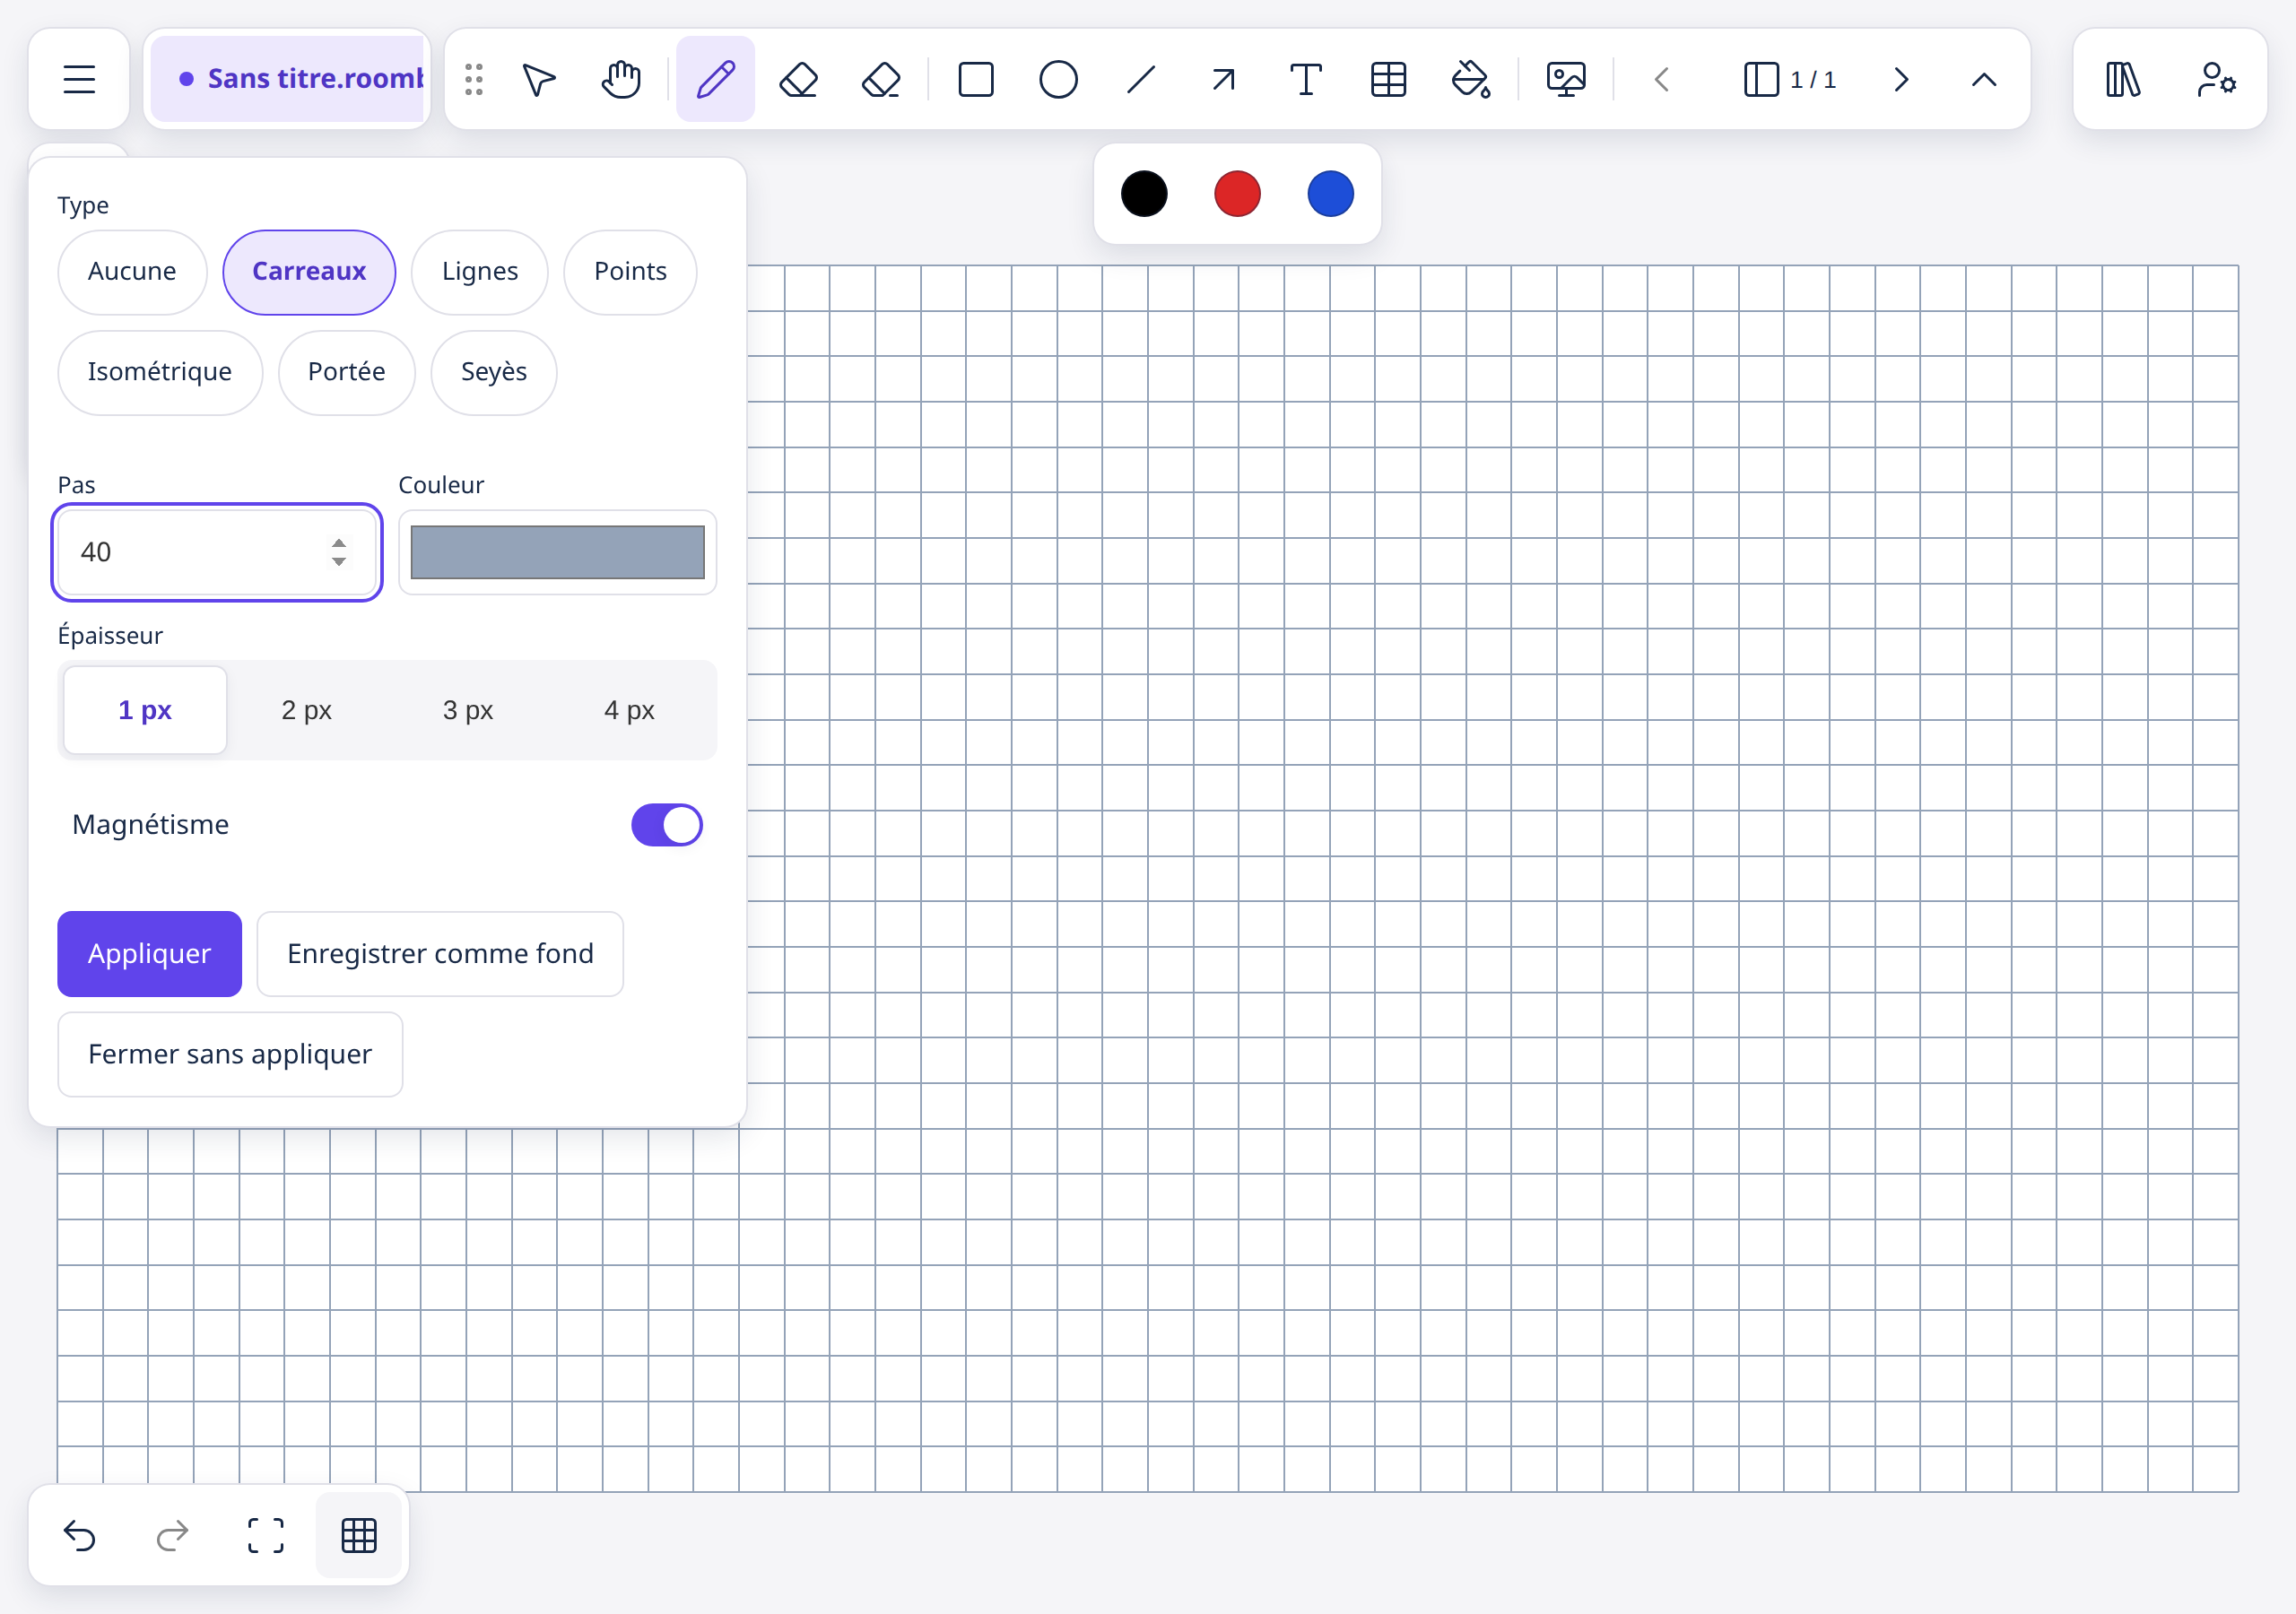 Sans titre.roomb
1 / 1
Type
Aucune Carreaux Lignes Points
Isométrique Portée Seyès
Pas Couleur
40
Épaisseur
1 px 2 px 3 px 4 px
Magnétisme
Appliquer Enregistrer comme fond
Fermer sans appliquer